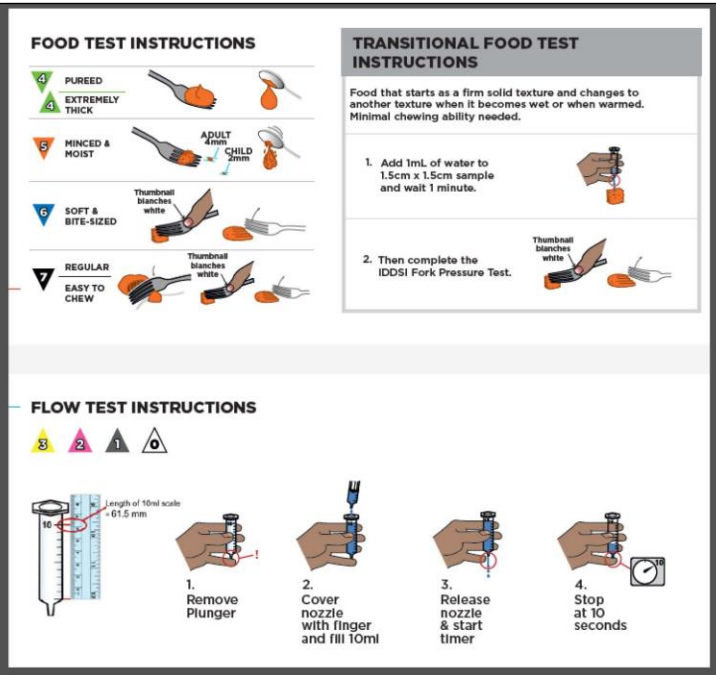 FOOD TEST INSTRUCTIONS
4
PUREED
4
EXTREMELY
THICK
5
MINCED &
MOIST
ADULT
4mm
CHILD
2mm
6
SOFT &
BITE-SIZED
Thumbnail
blanches
white
7
REGULAR
EASY TO
CHEW
Thumbnail
blanches
white
TRANSITIONAL FOOD TEST
INSTRUCTIONS
Food that starts as a firm solid texture and changes to
another texture when it becomes wet or when warmed.
Minimal chewing ability needed.
1. Add 1mL of water to
1.5cm x 1.5cm sample
and wait 1 minute.
2. Then complete the
IDDSI Fork Pressure Test.
Thumbnail
blanches
white
FLOW TEST INSTRUCTIONS
3 2 1 0
10
Length of 10ml scale
= 61.5 mm
!
1.
Remove
Plunger
2.
Cover
nozzle
with finger
and fill 10ml
3.
Release
nozzle
& start
timer
10
4.
Stop
at 10
seconds